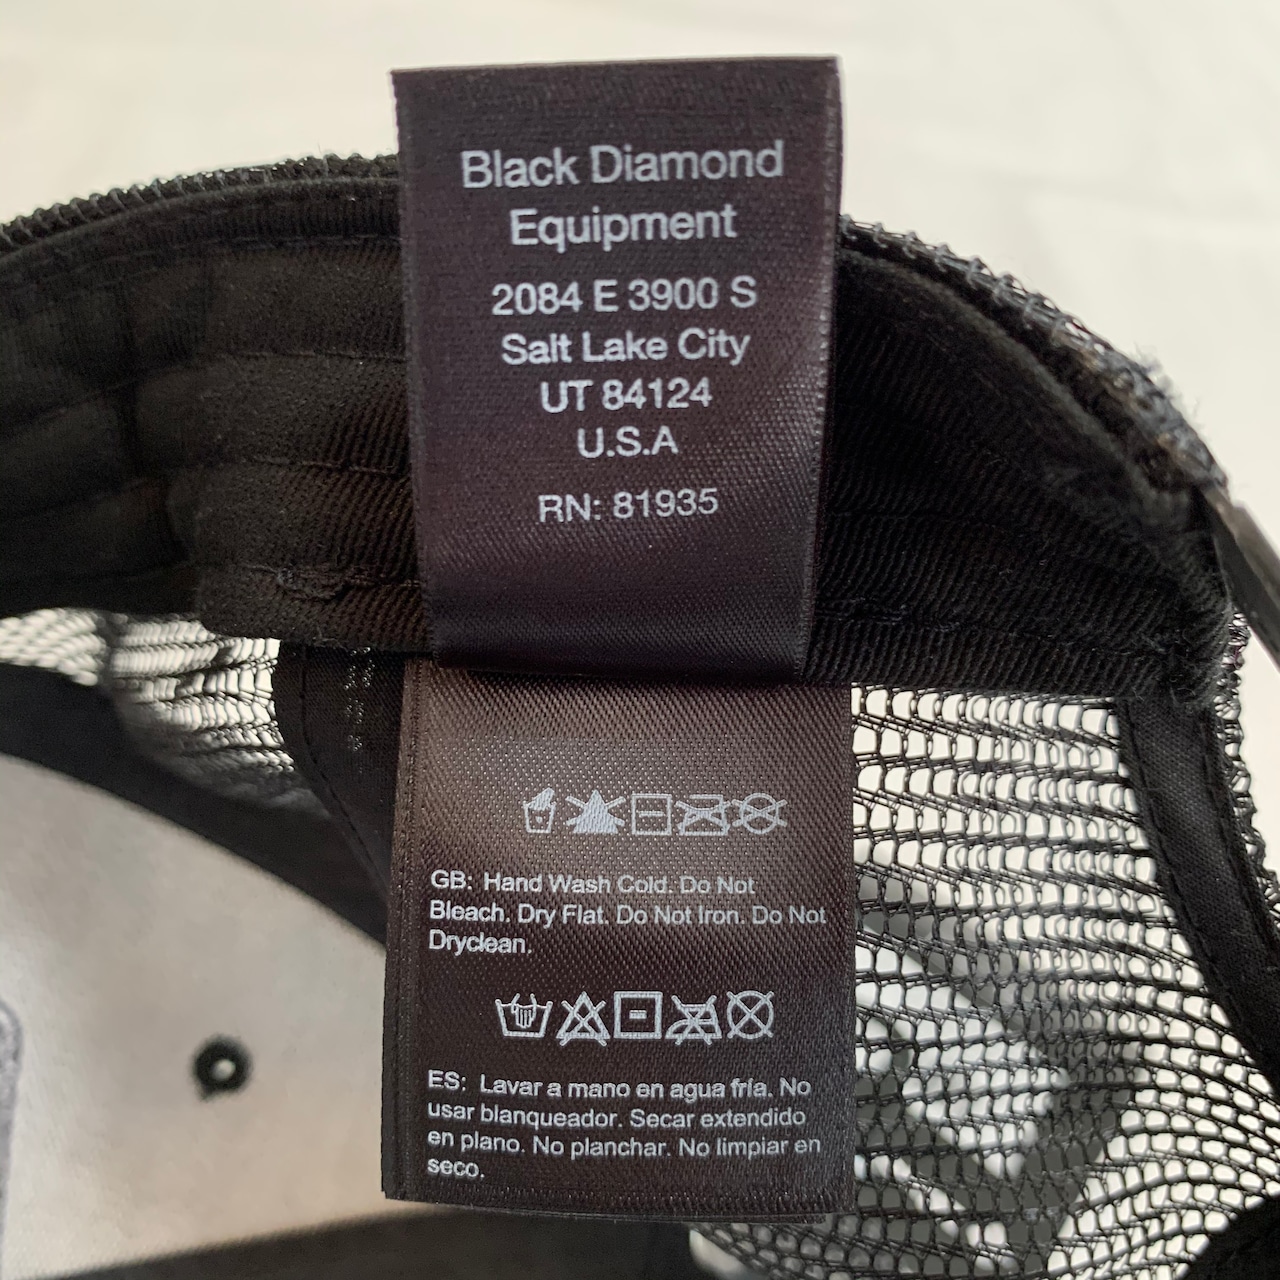 Black Diamond
Equipment
2084 E 3900 S
Salt Lake City
UT 84124
U.S.A
RN: 81935
GB: Hand Wash Cold. Do Not
Bleach. Dry Flat. Do Not Iron. Do Not
Dryclean.
ES: Lavar a mano en agua fría. No
usar blanqueador. Secar extendido
en plano. No planchar. No limpiar en
seco.